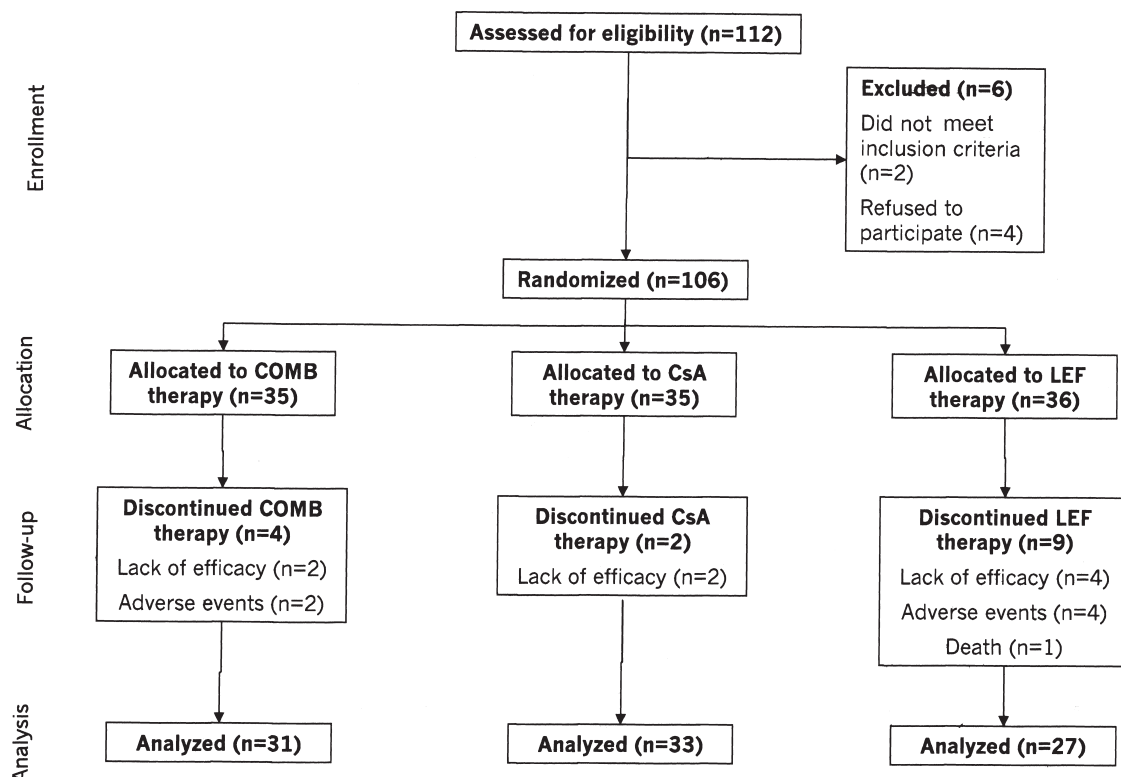 Assessed for eligibility (n=112)
Enrollment
Excluded (n=6)
Did not meet
inclusion criteria
(n=2)
Refused to
participate (n=4)
Randomized (n=106)
Allocation
Allocated to COMB
therapy (n=35)
Allocated to CsA
therapy (n=35)
Allocated to LEF
therapy (n=36)
Follow-up
Discontinued COMB
therapy (n=4)
Lack of efficacy (n=2)
Adverse events (n=2)
Discontinued CsA
therapy (n=2)
Lack of efficacy (n=2)
Discontinued LEF
therapy (n=9)
Lack of efficacy (n=4)
Adverse events (n=4)
Death (n=1)
Analysis
Analyzed (n=31)
Analyzed (n=33)
Analyzed (n=27)